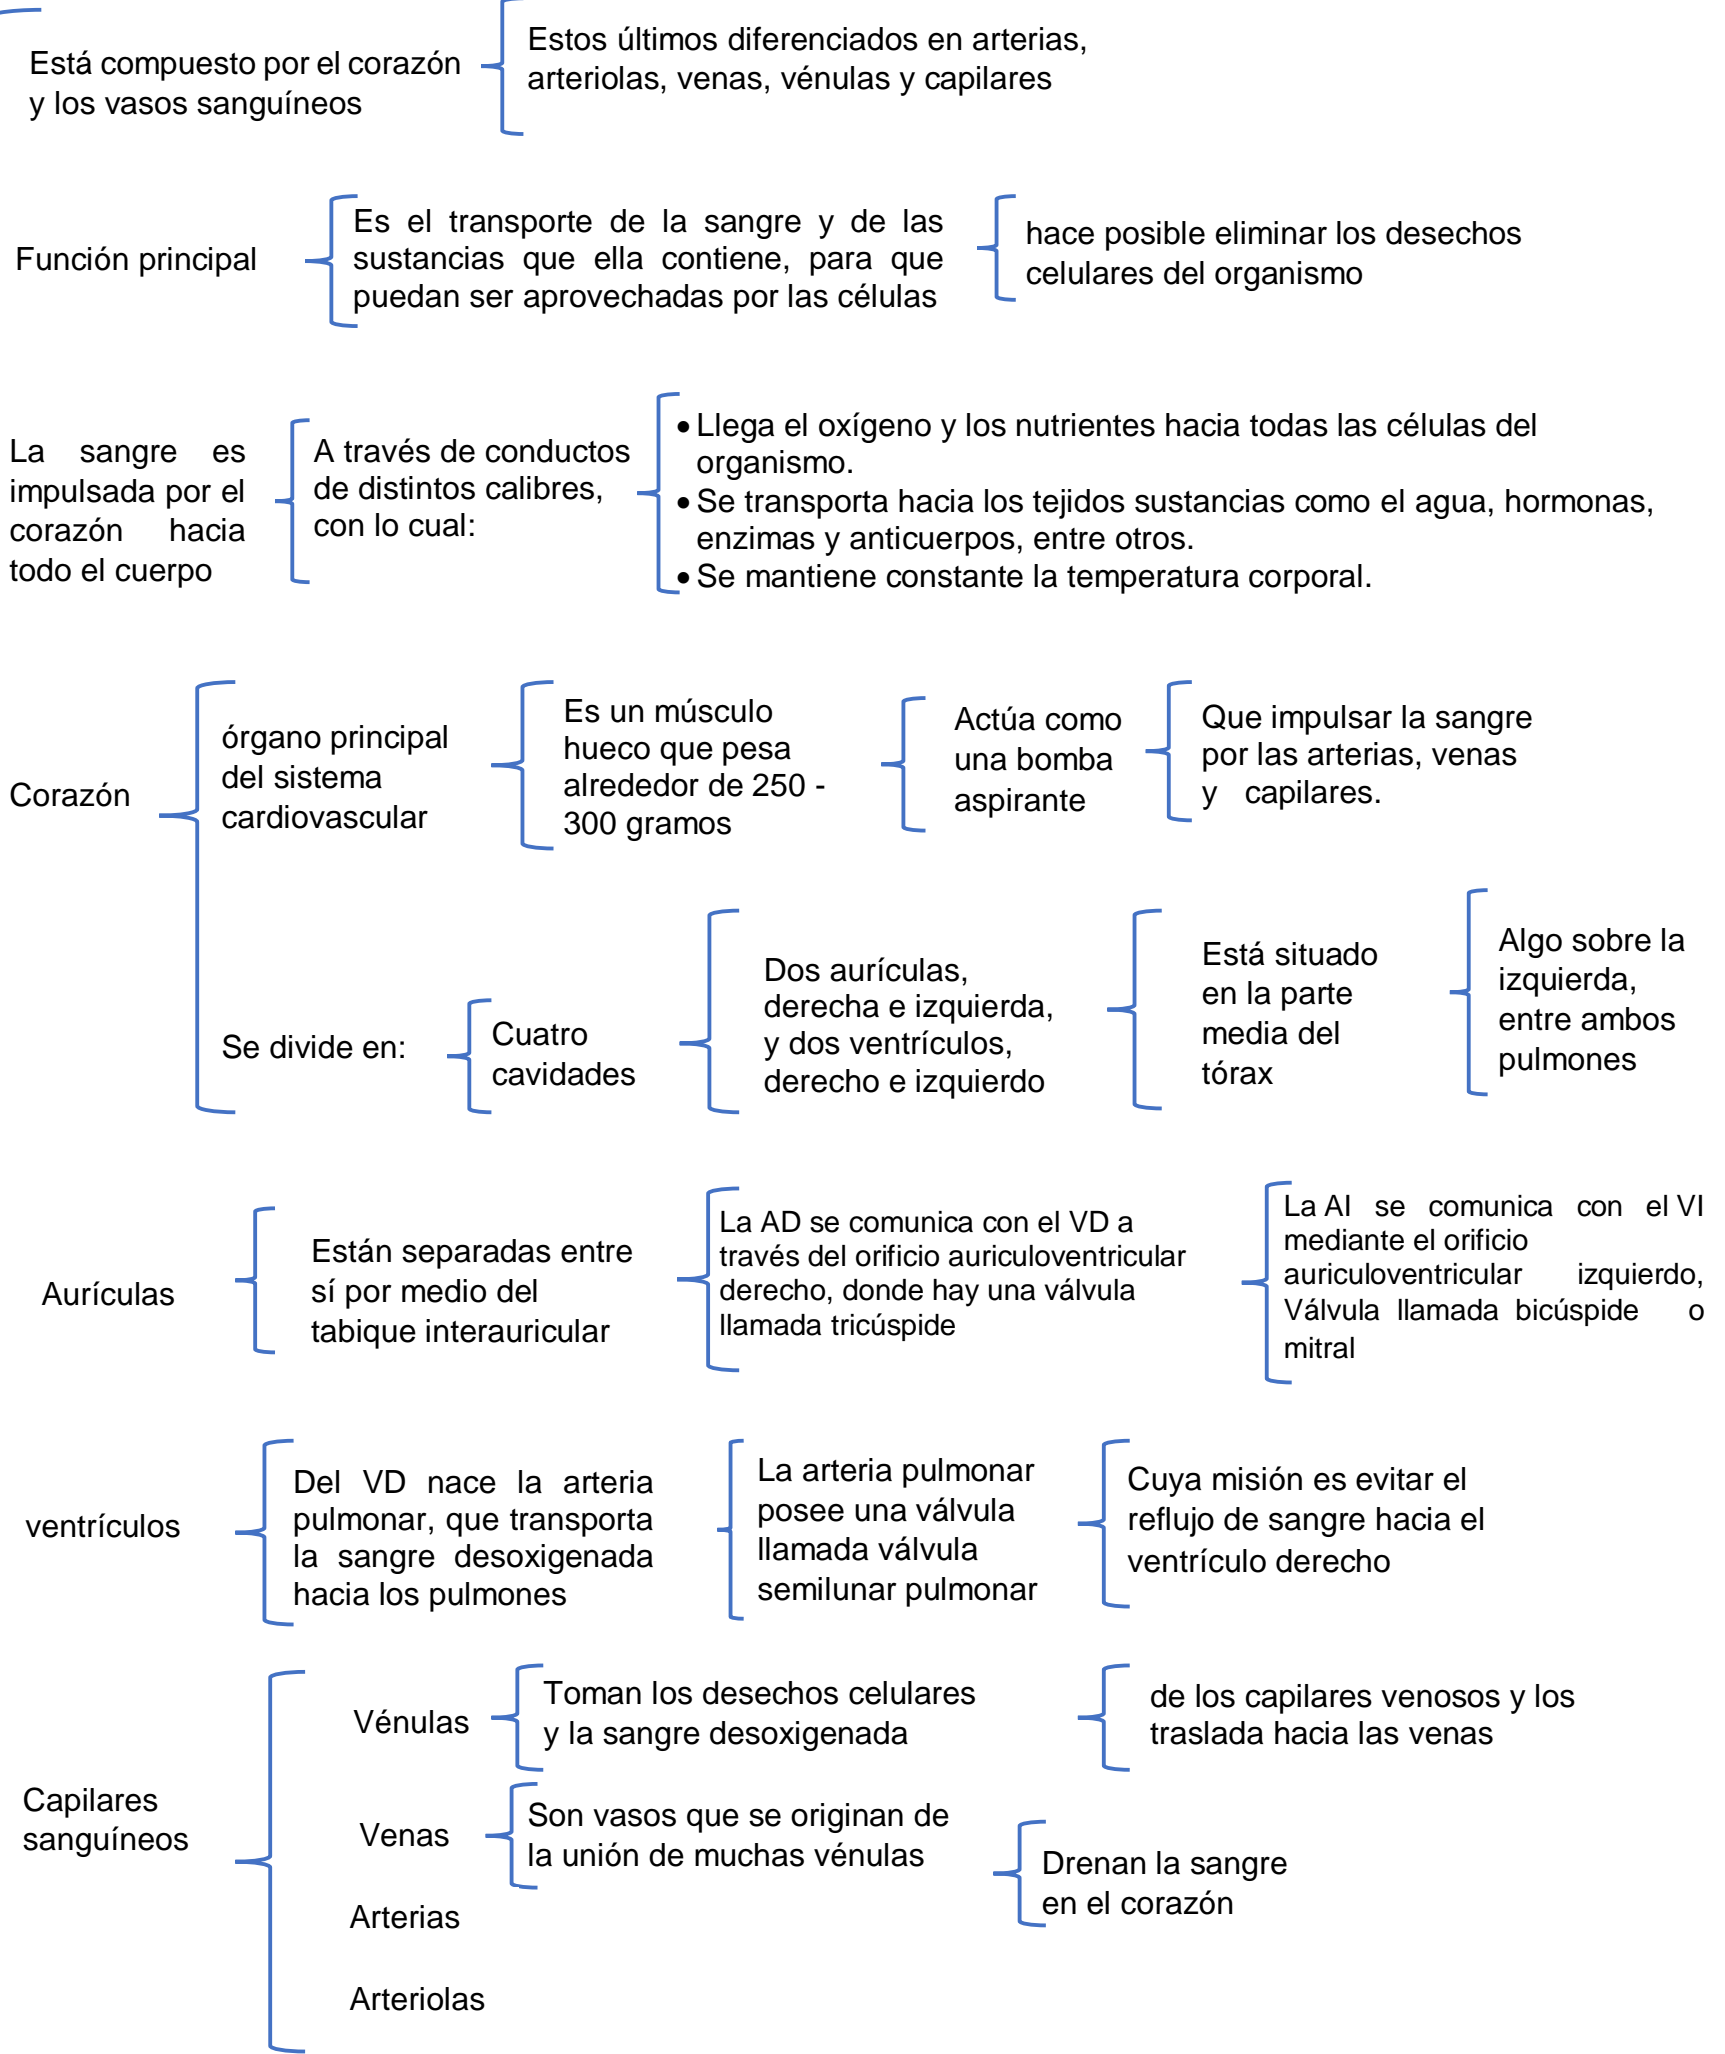 Está compuesto por el corazón
y los vasos sanguíneos
Estos últimos diferenciados en arterias,
arteriolas, venas, vénulas y capilares
Función principal
Es el transporte de la sangre y de las
sustancias que ella contiene, para que
puedan ser aprovechadas por las células
hace posible eliminar los desechos
celulares del organismo
La sangre es
impulsada por el
corazón hacia
todo el cuerpo
A través de conductos
de distintos calibres,
con lo cual:
• Llega el oxígeno y los nutrientes hacia todas las células del
organismo.
• Se transporta hacia los tejidos sustancias como el agua, hormonas,
enzimas y anticuerpos, entre otros.
• Se mantiene constante la temperatura corporal.
Corazón
órgano principal
del sistema
cardiovascular
Es un músculo
hueco que pesa
alrededor de 250 -
300 gramos
Actúa como
una bomba
aspirante
Que impulsar la sangre
por las arterias, venas
y capilares.
Se divide en:
Cuatro
cavidades
Dos aurículas,
derecha e izquierda,
y dos ventrículos,
derecho e izquierdo
Está situado
en la parte
media del
tórax
Algo sobre la
izquierda,
entre ambos
pulmones
Aurículas
Están separadas entre
sí por medio del
tabique interauricular
La AD se comunica con el VD a
través del orificio auriculoventricular
derecho, donde hay una válvula
llamada tricúspide
La AI se comunica con el VI
mediante el orificio
auriculoventricular izquierdo,
Válvula llamada bicúspide o
mitral
ventrículos
Del VD nace la arteria
pulmonar, que transporta
la sangre desoxigenada
hacia los pulmones
La arteria pulmonar
posee una válvula
llamada válvula
semilunar pulmonar
Cuya misión es evitar el
reflujo de sangre hacia el
ventrículo derecho
Capilares
sanguíneos
Vénulas
Toman los desechos celulares
y la sangre desoxigenada
de los capilares venosos y los
traslada hacia las venas
Venas
Son vasos que se originan de
la unión de muchas vénulas
Drenan la sangre
en el corazón
Arterias
Arteriolas